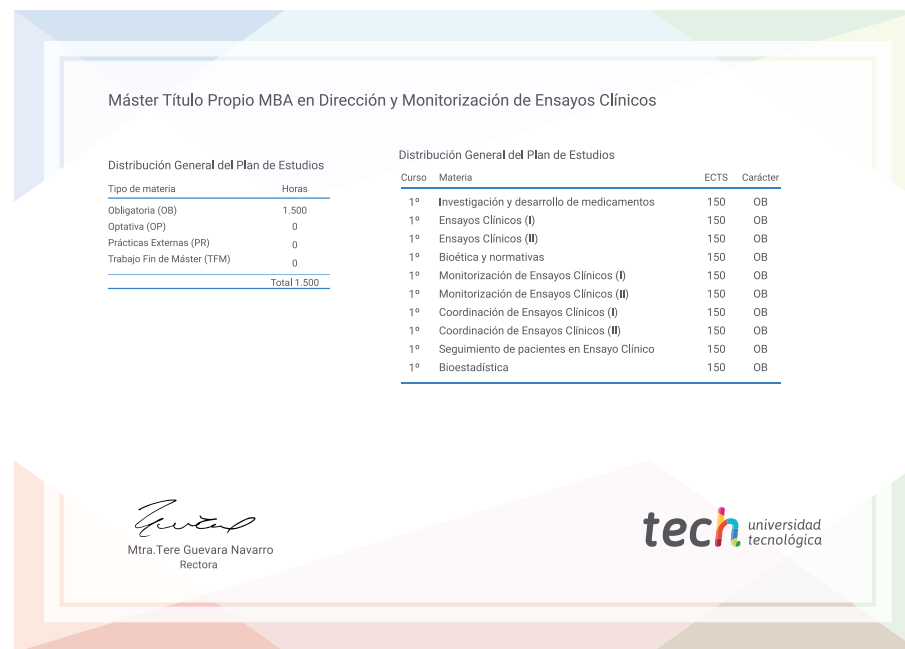 Máster Título Propio MBA en Dirección y Monitorización de Ensayos Clínicos
Distribución General del Plan de Estudios
Tipo de materia Horas
Obligatoria (OB) 1.500
Optativa (OP) 0
Prácticas Externas (PR) 0
Trabajo Fin de Máster (TFM) 0
Total 1.500
Distribución General del Plan de Estudios
Curso Materia ECTS Carácter
1º Investigación y desarrollo de medicamentos 150 OB
1º Ensayos Clínicos (I) 150 OB
1º Ensayos Clínicos (II) 150 OB
1º Bioética y normativas 150 OB
1º Monitorización de Ensayos Clínicos (I) 150 OB
1º Monitorización de Ensayos Clínicos (II) 150 OB
1º Coordinación de Ensayos Clínicos (I) 150 OB
1º Coordinación de Ensayos Clínicos (II) 150 OB
1º Seguimiento de pacientes en Ensayo Clínico 150 OB
1º Bioestadística 150 OB
Mtra.Tere Guevara Navarro
Rectora
tech universidad
tecnológica